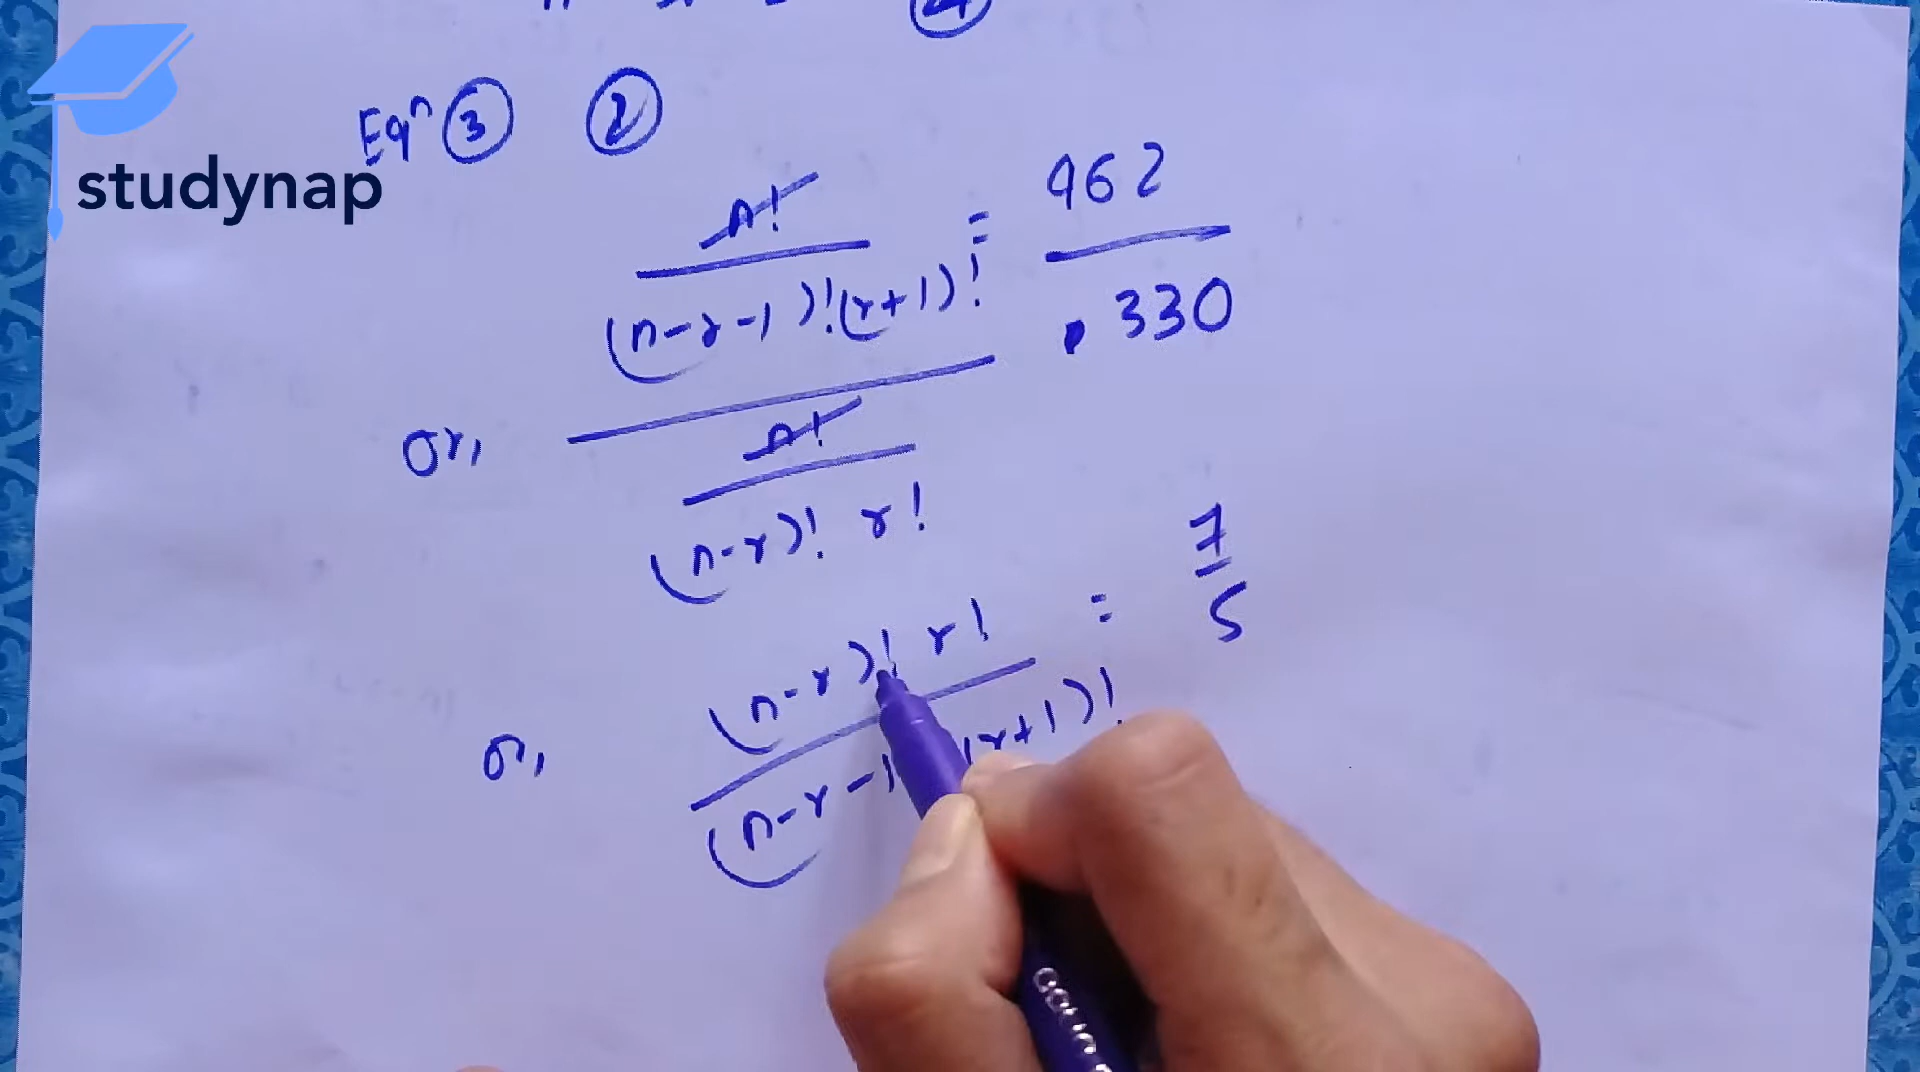 Eqⁿ ③ ②
studynap
n! = 462
(n-r-1)!(r+1)! 330
or,
n!
(n-r)! r!
(n-r)! r! = 7
or, 5
(n-r-1 (r+1)!